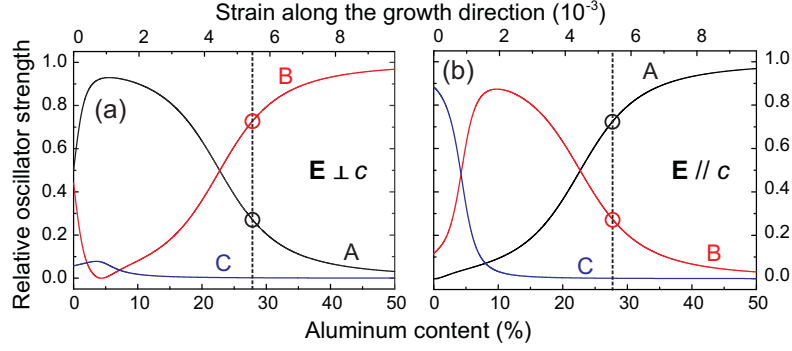 Strain along the growth direction (10⁻³)
0 2 4 6 8 0 2 4 6 8
Relative oscillator strength
1.0
0.8
0.6
0.4
0.2
0.0
(a)
B
E ⊥ c
C
A
0 10 20 30 40 50
(b)
A
E // c
C
B
0 10 20 30 40 50
1.0
0.8
0.6
0.4
0.2
0.0
Aluminum content (%)